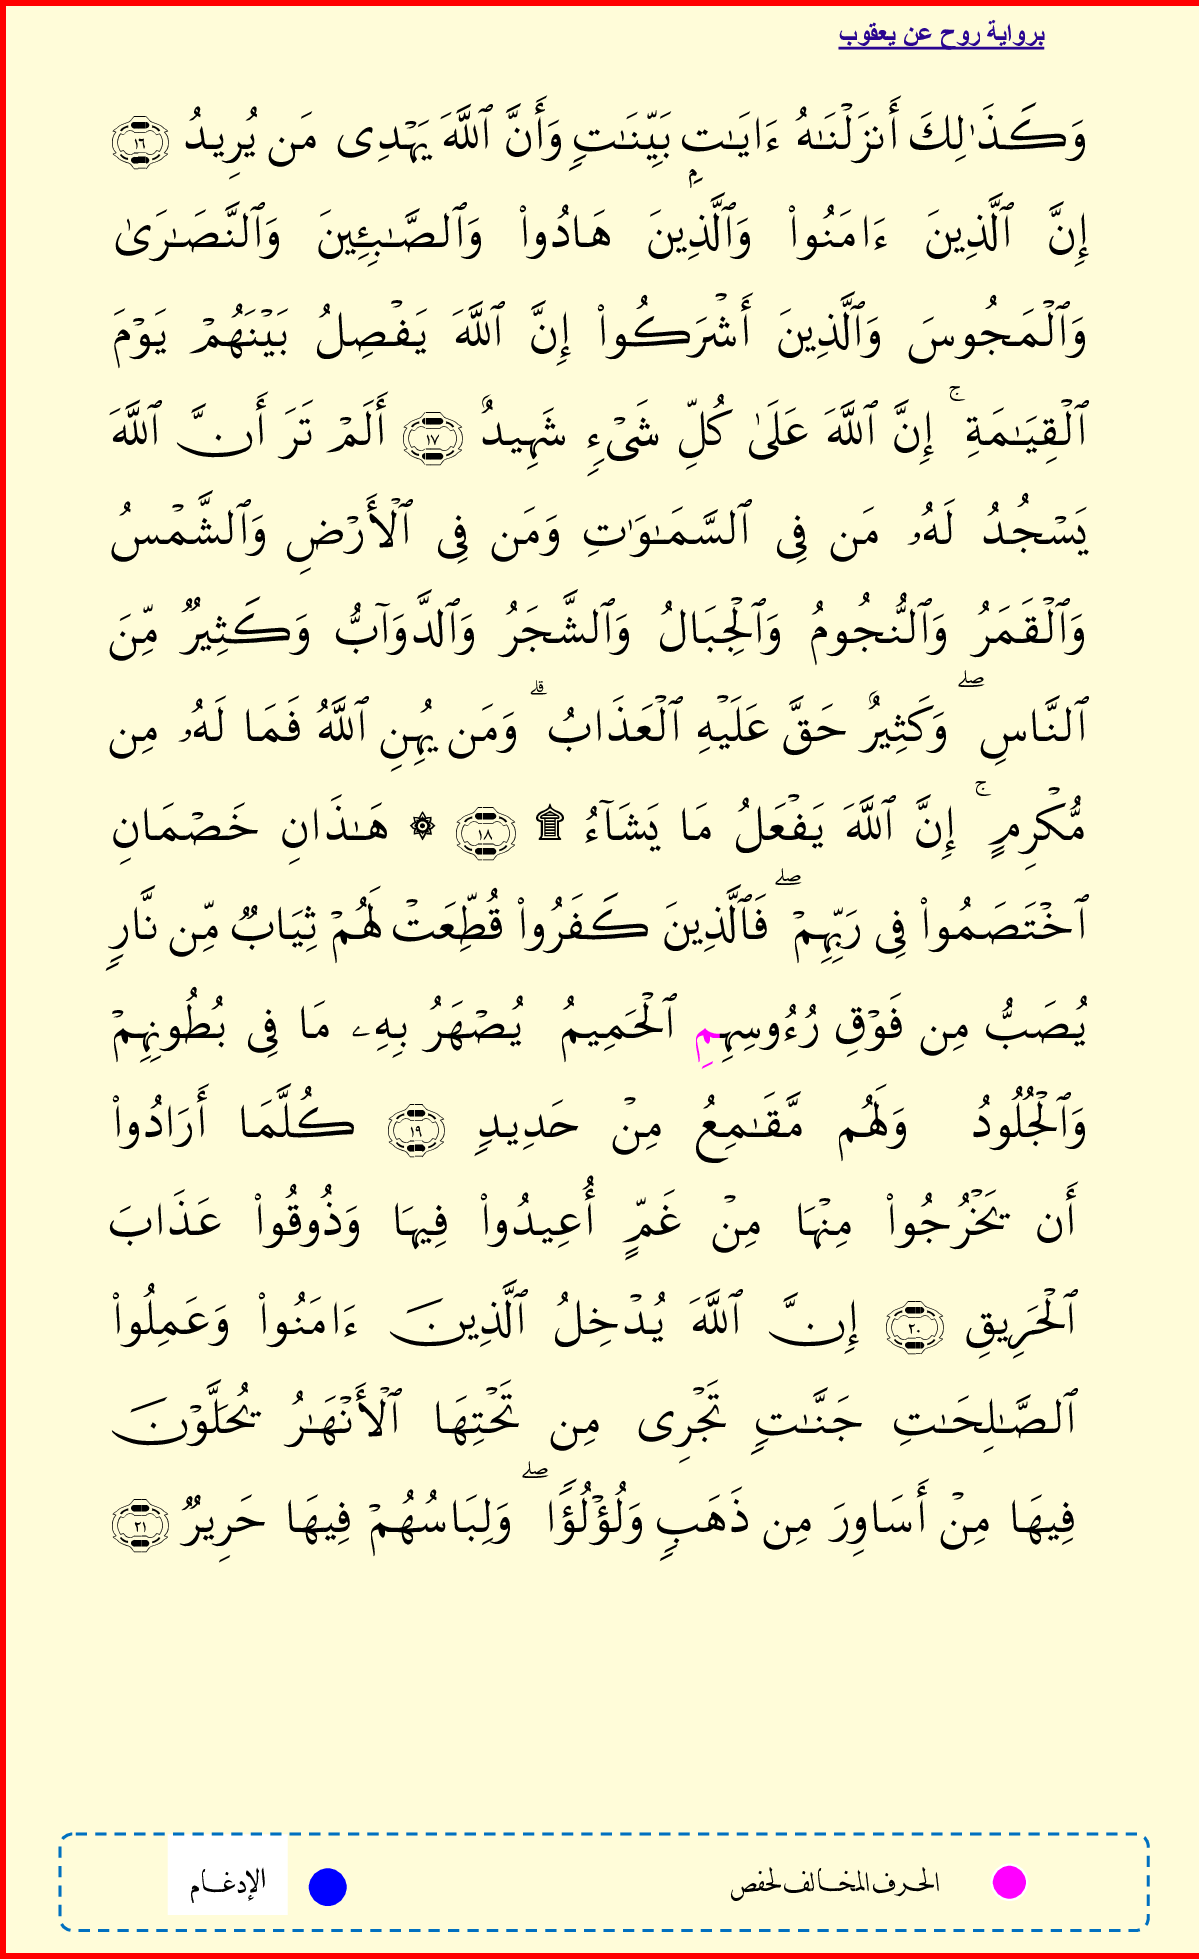 برواية روح عن يعقوب
وَكَذَٰلِكَ أَنزَلْنَـٰهُ ءَايَـٰتٍۭ بَيِّنَـٰتٍ وَأَنَّ ٱللَّهَ يَهْدِى مَن يُرِيدُ ١٦
إِنَّ ٱلَّذِينَ ءَامَنُوا۟ وَٱلَّذِينَ هَادُوا۟ وَٱلصَّـٰبِـِٔينَ وَٱلنَّصَـٰرَىٰ
وَٱلْمَجُوسَ وَٱلَّذِينَ أَشْرَكُوا۟ إِنَّ ٱللَّهَ يَفْصِلُ بَيْنَهُمْ يَوْمَ
ٱلْقِيَـٰمَةِ ۚ إِنَّ ٱللَّهَ عَلَىٰ كُلِّ شَىْءٍ شَهِيدٌ ١٧ أَلَمْ تَرَ أَنَّ ٱللَّهَ
يَسْجُدُ لَهُۥ مَن فِى ٱلسَّمَـٰوَٰتِ وَمَن فِى ٱلْأَرْضِ وَٱلشَّمْسُ
وَٱلْقَمَرُ وَٱلنُّجُومُ وَٱلْجِبَالُ وَٱلشَّجَرُ وَٱلدَّوَآبُّ وَكَثِيرٌ مِّنَ
ٱلنَّاسِ ۖ وَكَثِيرٌ حَقَّ عَلَيْهِ ٱلْعَذَابُ ۗ وَمَن يُهِنِ ٱللَّهُ فَمَا لَهُۥ مِن
مُّكْرِمٍ ۚ إِنَّ ٱللَّهَ يَفْعَلُ مَا يَشَآءُ ۩ ١٨ ۞ هَـٰذَانِ خَصْمَانِ
ٱخْتَصَمُوا۟ فِى رَبِّهِمْ ۖ فَٱلَّذِينَ كَفَرُوا۟ قُطِّعَتْ لَهُمْ ثِيَابٌ مِّن نَّارٍ
يُصَبُّ مِن فَوْقِ رُءُوسِهِمِ ٱلْحَمِيمُ يُصْهَرُ بِهِۦ مَا فِى بُطُونِهِمْ
وَٱلْجُلُودُ وَلَهُم مَّقَـٰمِعُ مِنْ حَدِيدٍ ١٩ كُلَّمَا أَرَادُوا۟
أَن يَخْرُجُوا۟ مِنْهَا مِنْ غَمٍّ أُعِيدُوا۟ فِيهَا وَذُوقُوا۟ عَذَابَ
ٱلْحَرِيقِ ٢٠ إِنَّ ٱللَّهَ يُدْخِلُ ٱلَّذِينَ ءَامَنُوا۟ وَعَمِلُوا۟
ٱلصَّـٰلِحَـٰتِ جَنَّـٰتٍ تَجْرِى مِن تَحْتِهَا ٱلْأَنْهَـٰرُ يُحَلَّوْنَ
فِيهَا مِنْ أَسَاوِرَ مِن ذَهَبٍ وَلُؤْلُؤًا ۖ وَلِبَاسُهُمْ فِيهَا حَرِيرٌ ٢١
الحرف المخالف لحفص
الإدغام